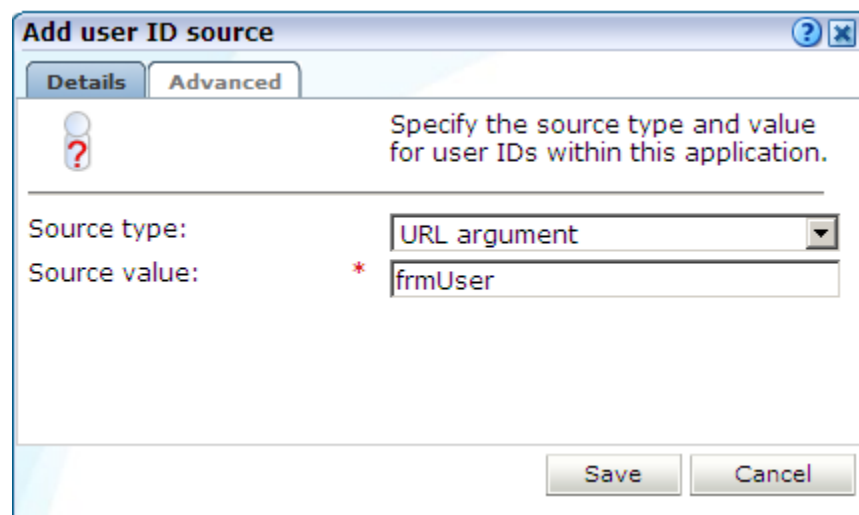 Add user ID source
?
Details
Advanced
?
Specify the source type and value
for user IDs within this application.
Source type:
URL argument
Source value:
*
frmUser
Save
Cancel